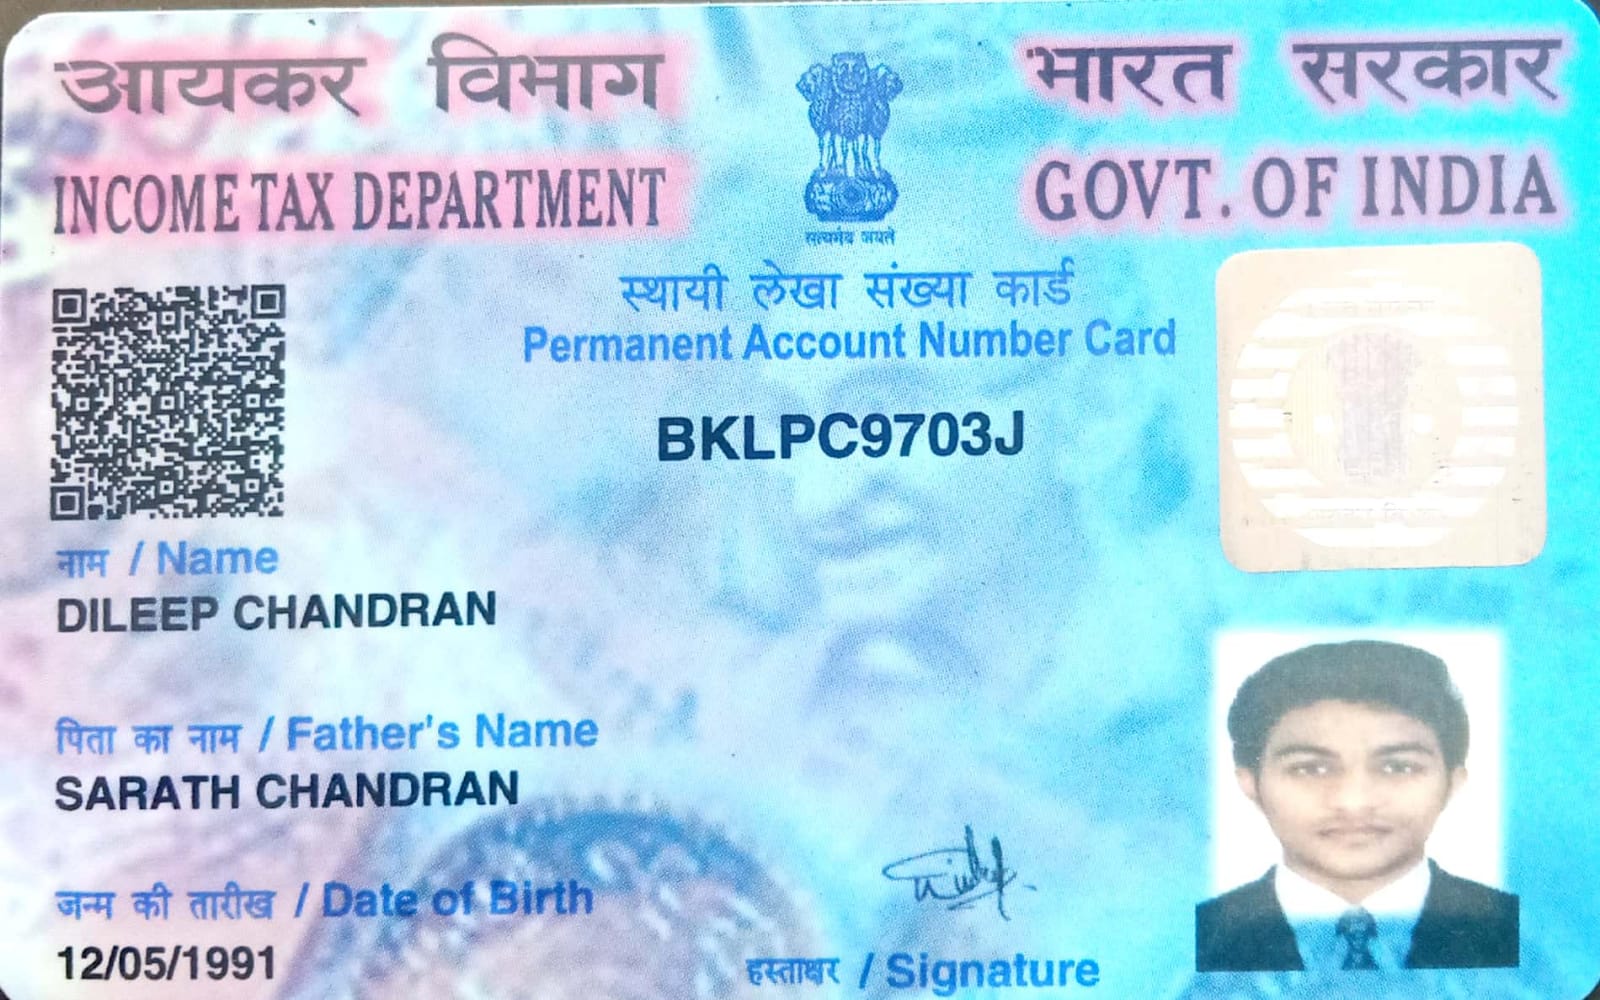 आयकर विभाग
INCOME TAX DEPARTMENT
सत्यमेव जयते
भारत सरकार
GOVT. OF INDIA
स्थायी लेखा संख्या कार्ड
Permanent Account Number Card
BKLPC9703J
नाम / Name
DILEEP CHANDRAN
पिता का नाम / Father's Name
SARATH CHANDRAN
जन्म की तारीख / Date of Birth
12/05/1991
हस्ताक्षर / Signature